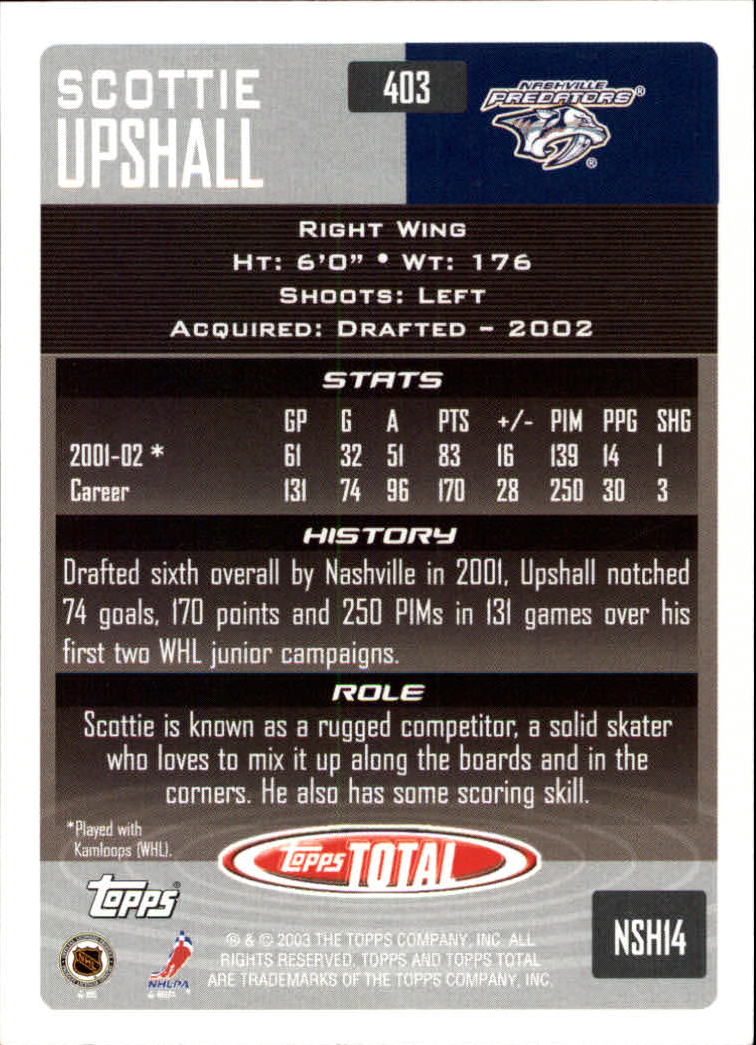 SCOTTIE
UPSHALL
403
NASHVILLE
PREDATORS®
®
RIGHT WING
HT: 6'0" • WT: 176
SHOOTS: LEFT
ACQUIRED: DRAFTED - 2002
STATS
GP G A PTS +/- PIM PPG SHG
2001-02 * 61 32 51 83 16 139 14 1
Career 131 74 96 170 28 250 30 3
HISTORY
Drafted sixth overall by Nashville in 2001, Upshall notched
74 goals, 170 points and 250 PIMs in 131 games over his
first two WHL junior campaigns.
ROLE
Scottie is known as a rugged competitor, a solid skater
who loves to mix it up along the boards and in the
corners. He also has some scoring skill.
*Played with
Kamloops (WHL).
Topps TOTAL
Topps®
NSH14
NHL
NHLPA
® & © 2003 THE TOPPS COMPANY, INC. ALL
RIGHTS RESERVED. TOPPS AND TOPPS TOTAL
ARE TRADEMARKS OF THE TOPPS COMPANY, INC.